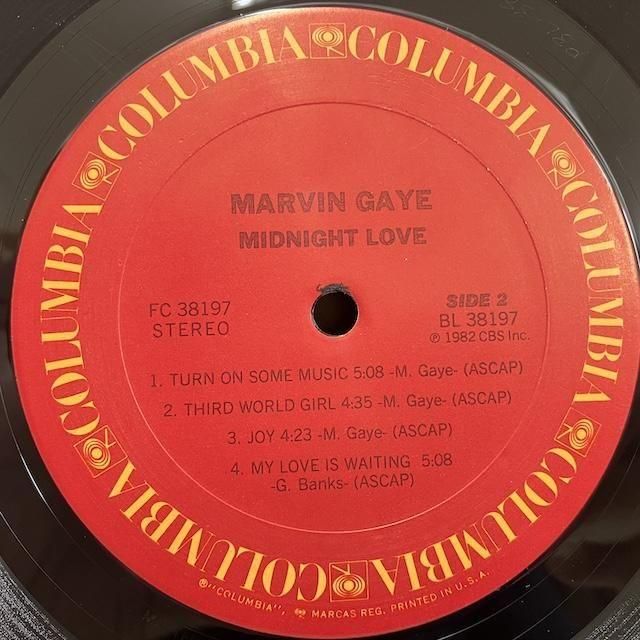 COLUMBIA COLUMBIA COLUMBIA COLUMBIA COLUMBIA COLUMBIA
MARVIN GAYE
MIDNIGHT LOVE
FC 38197
STEREO
SIDE 2
BL 38197
℗ 1982 CBS Inc.
1. TURN ON SOME MUSIC 5:08 -M. Gaye- (ASCAP)
2. THIRD WORLD GIRL 4:35 -M. Gaye- (ASCAP)
3. JOY 4:23 -M. Gaye- (ASCAP)
4. MY LOVE IS WAITING 5:08
-G. Banks- (ASCAP)
®"COLUMBIA", MARCAS REG. PRINTED IN U.S.A.